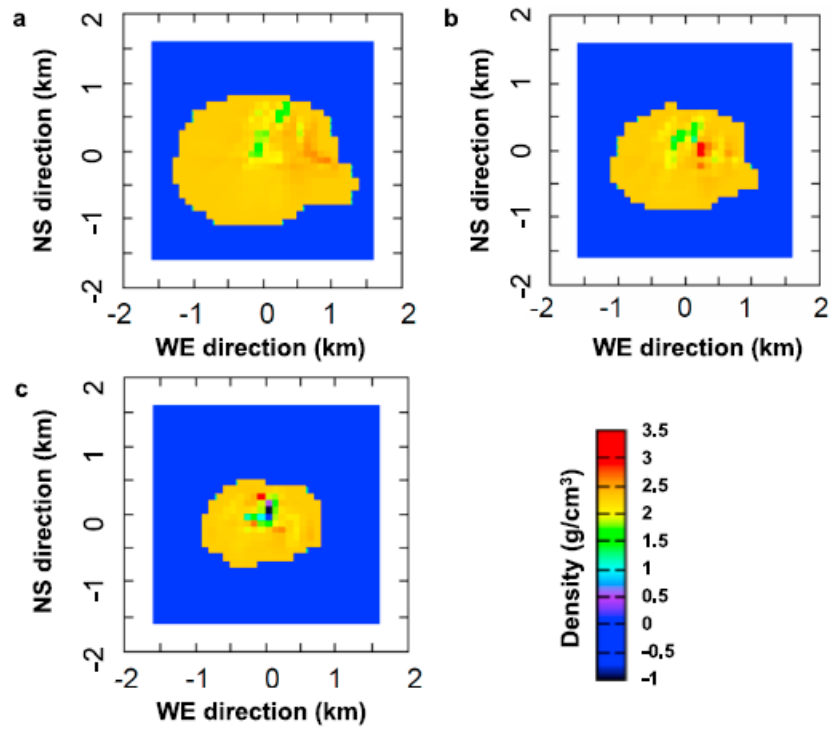 a
NS direction (km)
2
1
0
-1
-2
-2 -1 0 1 2
WE direction (km)
b
NS direction (km)
2
1
0
-1
-2
-2 -1 0 1 2
WE direction (km)
c
NS direction (km)
2
1
0
-1
-2
-2 -1 0 1 2
WE direction (km)
Density (g/cm³)
3.5
3
2.5
2
1.5
1
0.5
0
-0.5
-1